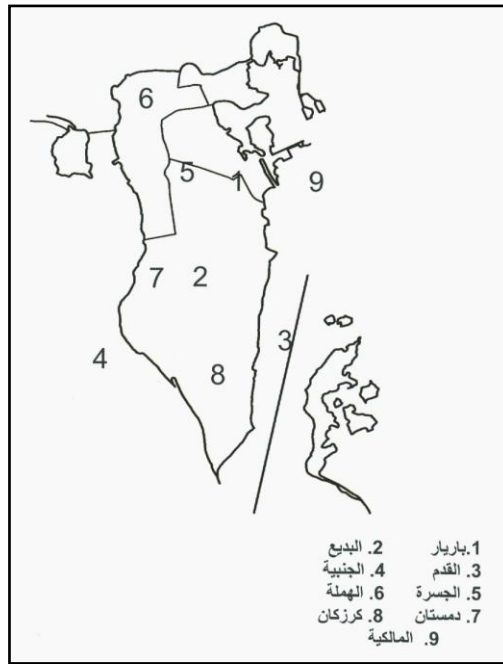 6
5
1
9
7
2
3
4
8
1.باربار 2. البديع
3. القدم 4. الجنبية
5. الجسرة 6. الهملة
7. دمستان 8. كرزكان
9. المالكية